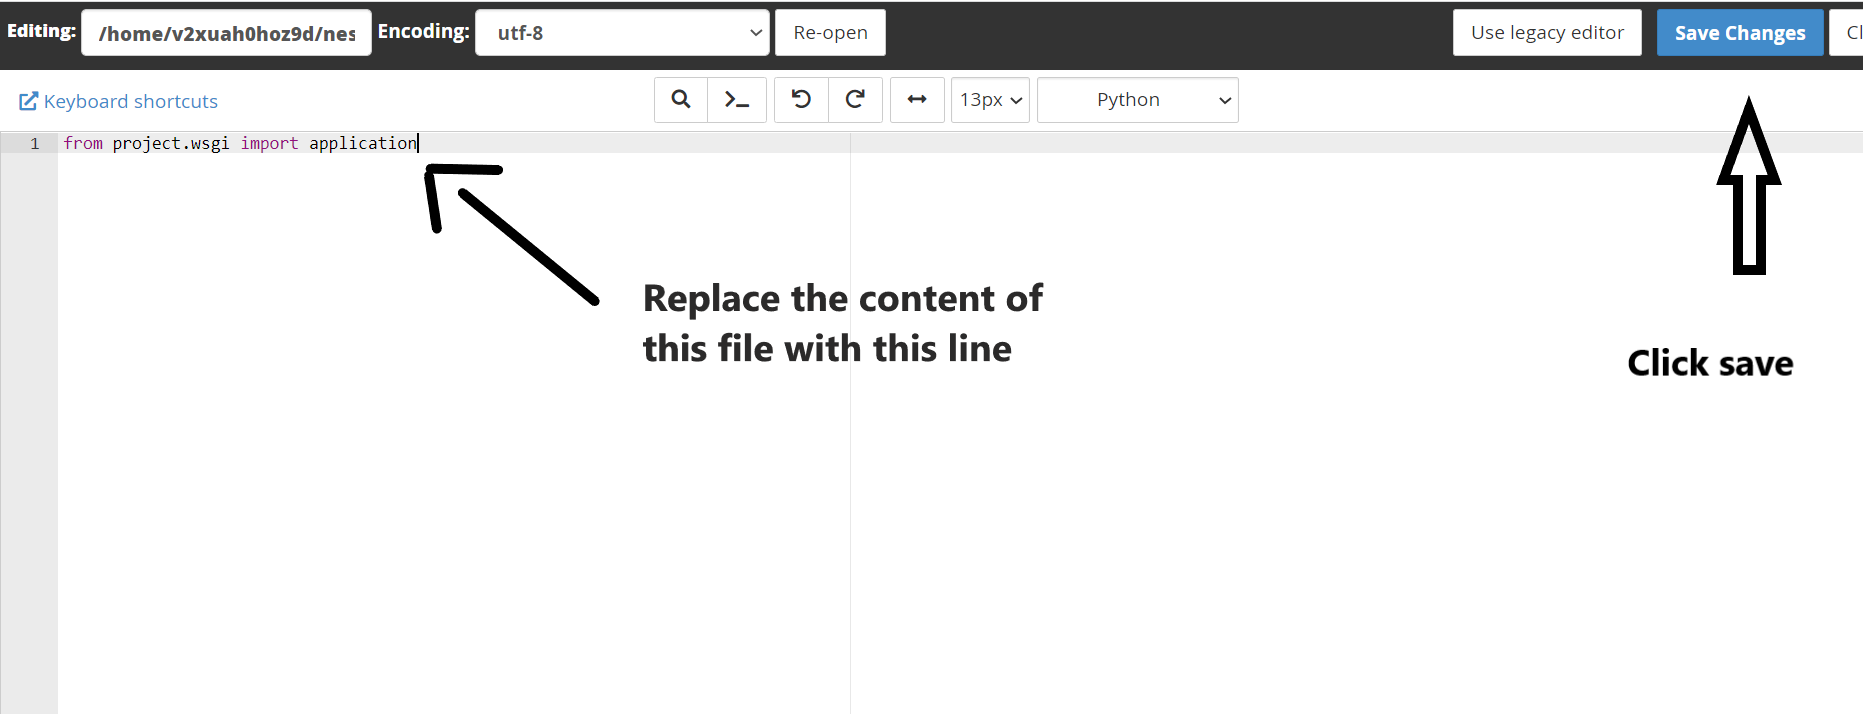 Editing: /home/v2xuah0hoz9d/nes Encoding: utf-8 Re-open Use legacy editor Save Changes Cl
Keyboard shortcuts 13px Python
1 from project.wsgi import application
Replace the content of
this file with this line
Click save